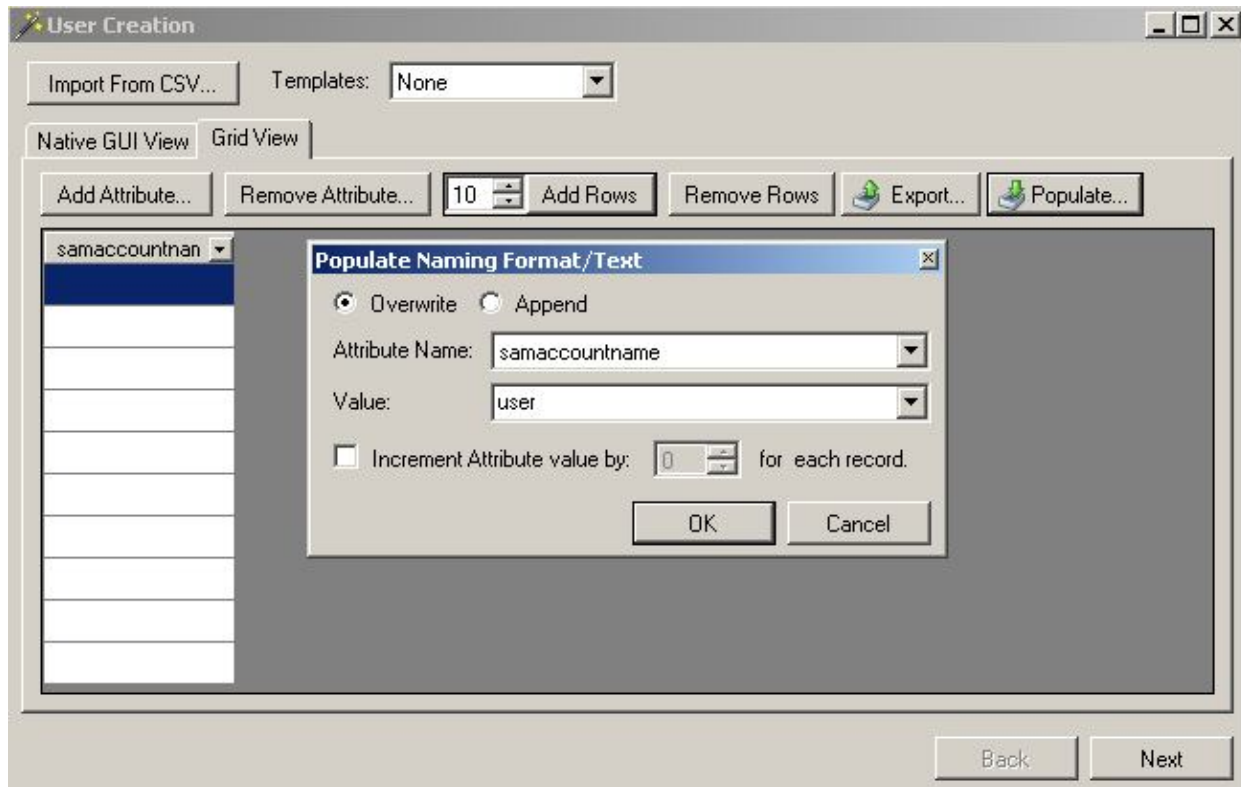 User Creation
Import From CSV... Templates: None
Native GUI View Grid View
Add Attribute... Remove Attribute... 10 Add Rows Remove Rows Export... Populate...
samaccountnan
Populate Naming Format/Text
Overwrite Append
Attribute Name: samaccountname
Value: user
Increment Attribute value by: 0 for each record.
OK Cancel
Back Next